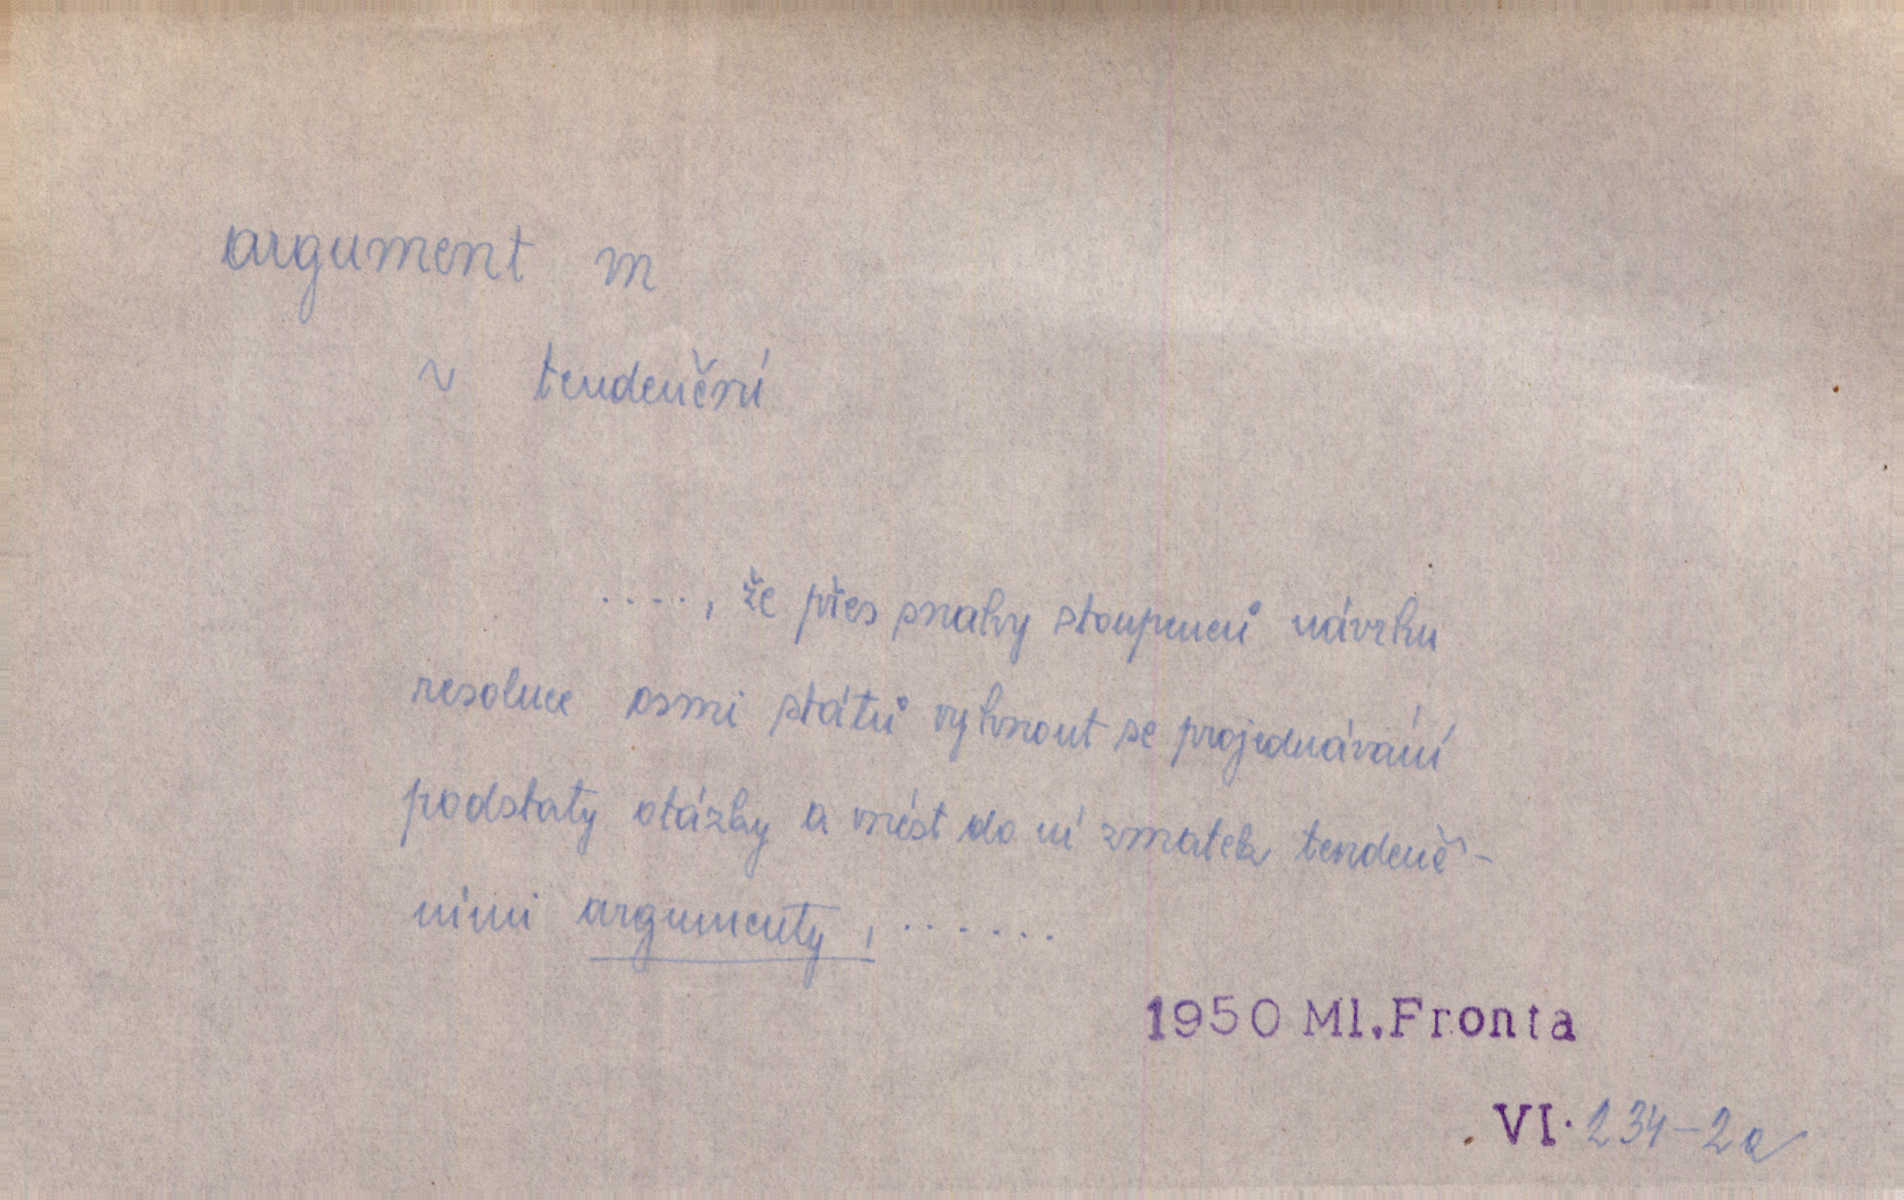 argument m
~ tendenční
....., že přes snahy stoupenců návrhu
resoluce osmi států vyhnout se projednávání
podstaty otázky a vnést do ní zmatek tendenč-
ními argumenty, ......
1950 Ml.Fronta
VI. 234-2a